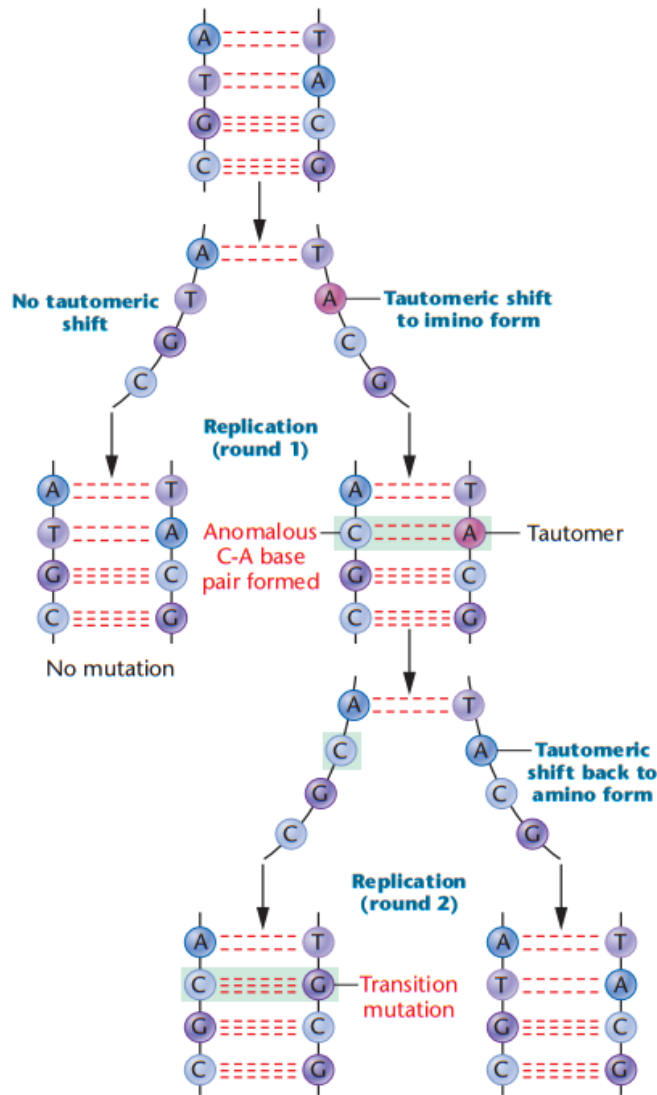 A T
T A
G C
C G
A T
No tautomeric
shift
T A
Tautomeric shift
to imino form
G C
C G
Replication
(round 1)
A T A T
T A
Anomalous
C-A base
pair formed
C A
Tautomer
G C G C
C G C G
No mutation
A T
C A
Tautomeric
shift back to
amino form
G C
C G
Replication
(round 2)
A T A T
C G
Transition
mutation
T A
G C G C
C G C G